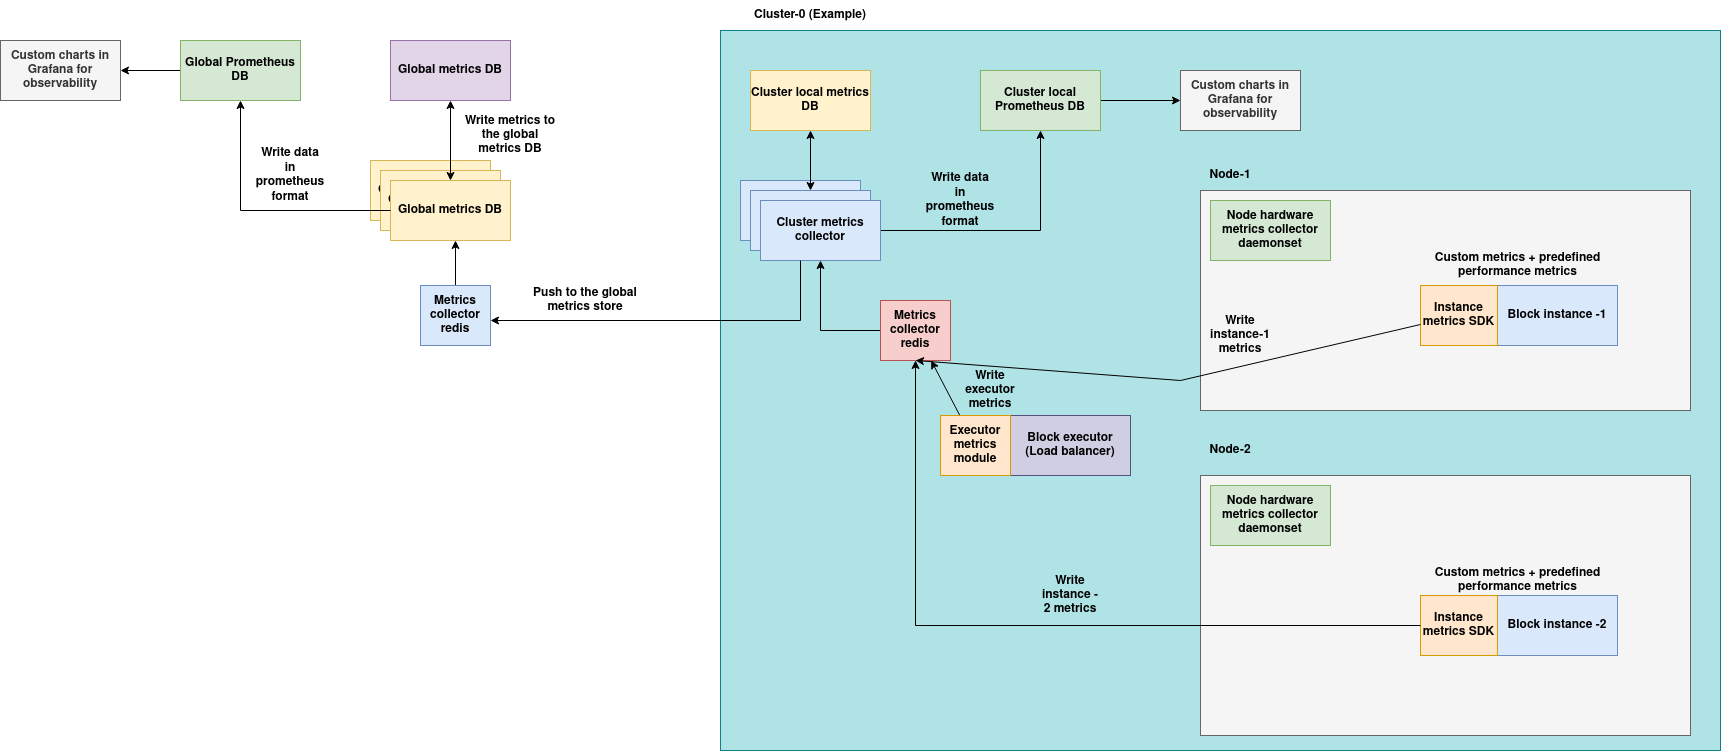 Cluster-0 (Example)
Custom charts in
Grafana for
observability
Global Prometheus
DB
Global metrics DB
Write metrics to
the global
metrics DB
Write data
in
prometheus
format
Global metrics DB
Metrics
collector
redis
Push to the global
metrics store
Cluster local metrics
DB
Cluster local
Prometheus DB
Custom charts in
Grafana for
observability
Cluster metrics
collector
Write data
in
prometheus
format
Metrics
collector
redis
Write
executor
metrics
Executor
metrics
module
Block executor
(Load balancer)
Node-1
Node hardware
metrics collector
daemonset
Custom metrics + predefined
performance metrics
Instance
metrics SDK
Block instance -1
Write
instance-1
metrics
Node-2
Node hardware
metrics collector
daemonset
Custom metrics + predefined
performance metrics
Instance
metrics SDK
Block instance -2
Write
instance -
2 metrics